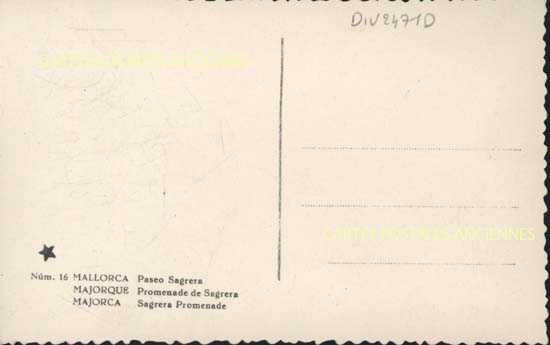 DIV2471D
CARTES POSTALES ANCIENNES
CARTES POSTALES ANCIENNES
Núm. 16 MALLORCA Paseo Sagrera
MAJORQUE Promenade de Sagrera
MAJORCA Sagrera Promenade